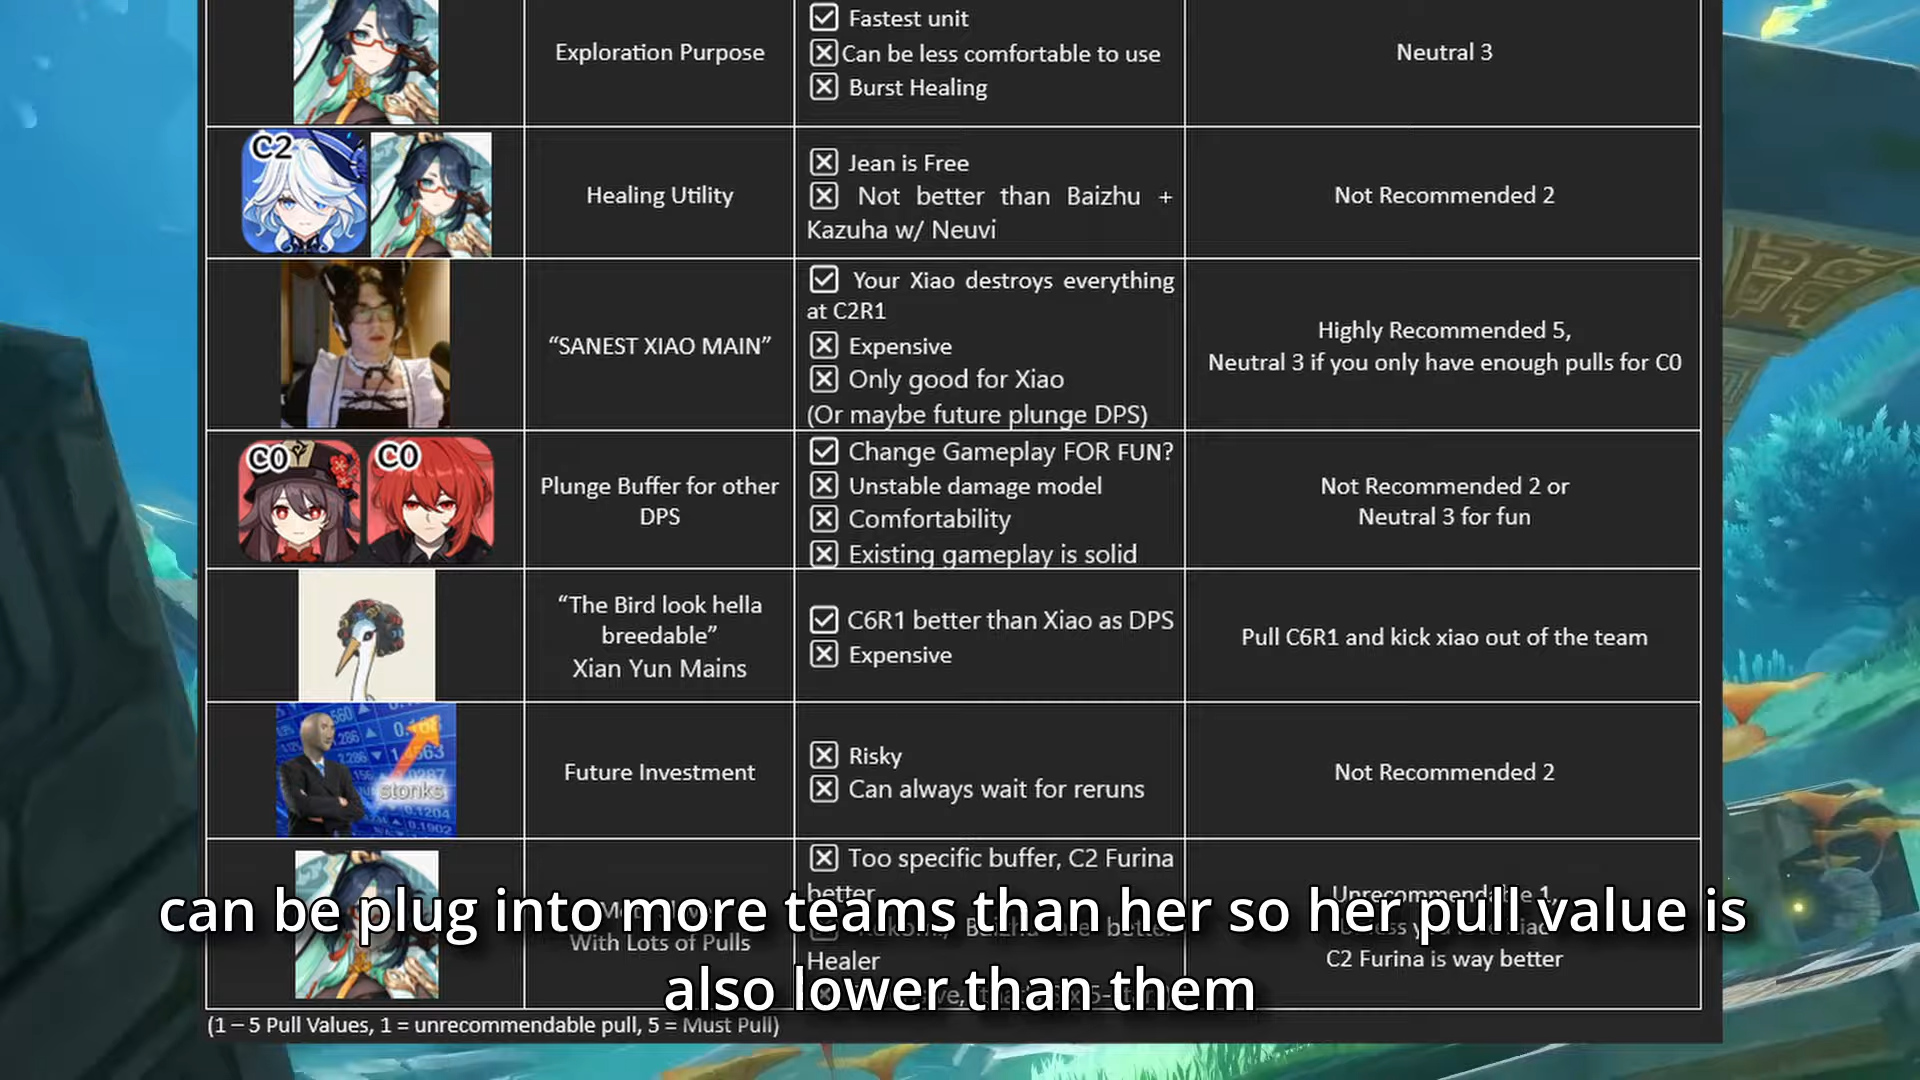 Exploration Purpose
☑ Fastest unit
☒ Can be less comfortable to use
☒ Burst Healing
Neutral 3
C2
Healing Utility
☒ Jean is Free
☒ Not better than Baizhu +
Kazuha w/ Neuvi
Not Recommended 2
“SANEST XIAO MAIN”
☑ Your Xiao destroys everything
at C2R1
☒ Expensive
☒ Only good for Xiao
(Or maybe future plunge DPS)
Highly Recommended 5,
Neutral 3 if you only have enough pulls for C0
C0
C0
Plunge Buffer for other
DPS
☑ Change Gameplay FOR FUN?
☒ Unstable damage model
☒ Comfortability
☒ Existing gameplay is solid
Not Recommended 2 or
Neutral 3 for fun
“The Bird look hella
breedable”
Xian Yun Mains
☑ C6R1 better than Xiao as DPS
☒ Expensive
Pull C6R1 and kick xiao out of the team
stonks
Future Investment
☒ Risky
☒ Can always wait for reruns
Not Recommended 2
With Lots of Pulls
☒ Too specific buffer, C2 Furina
better
Healer
C2 Furina is way better
can be plug into more teams than her so her pull value is
also lower than them
(1 – 5 Pull Values, 1 = unrecommendable pull, 5 = Must Pull)